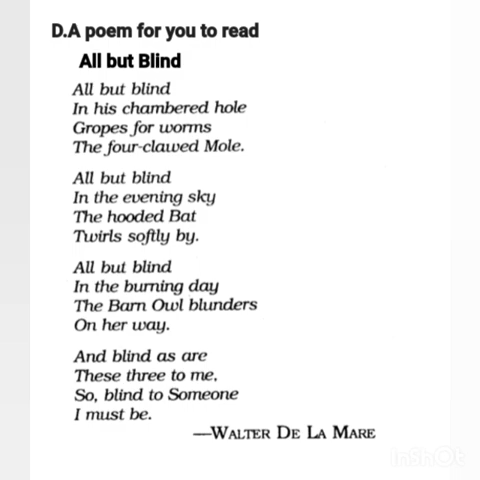 D.A poem for you to read
All but Blind
All but blind
In his chambered hole
Gropes for worms
The four-clawed Mole.
All but blind
In the evening sky
The hooded Bat
Twirls softly by.
All but blind
In the burning day
The Barn Owl blunders
On her way.
And blind as are
These three to me,
So, blind to Someone
I must be.
—WALTER DE LA MARE
InShOt